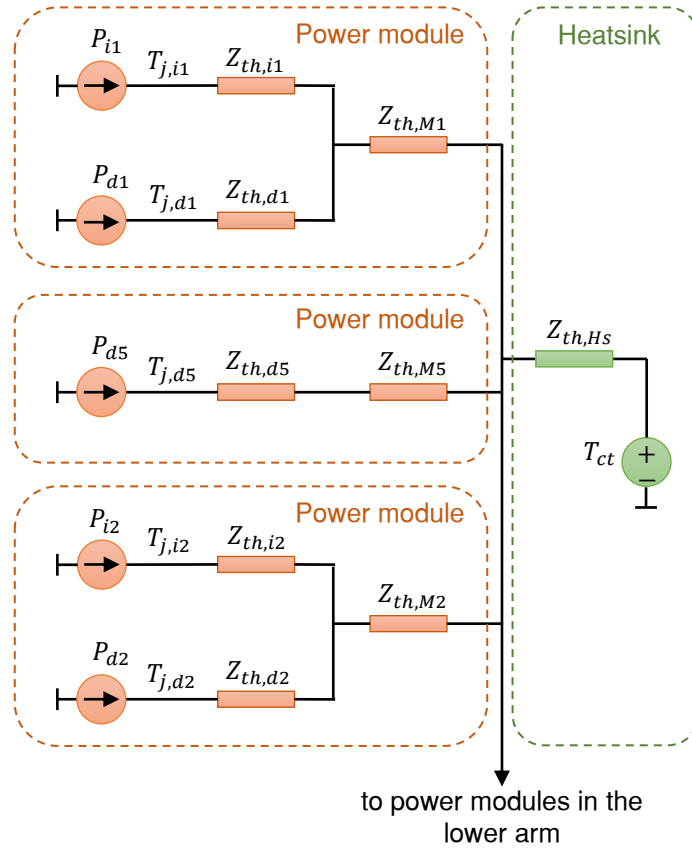 Power module
Heatsink
P_{i1}
T_{j,i1}
Z_{th,i1}
Z_{th,M1}
P_{d1}
T_{j,d1}
Z_{th,d1}
Power module
P_{d5}
T_{j,d5}
Z_{th,d5}
Z_{th,M5}
Z_{th,Hs}
T_{ct}
+
−
Power module
P_{i2}
T_{j,i2}
Z_{th,i2}
Z_{th,M2}
P_{d2}
T_{j,d2}
Z_{th,d2}
to power modules in the
lower arm